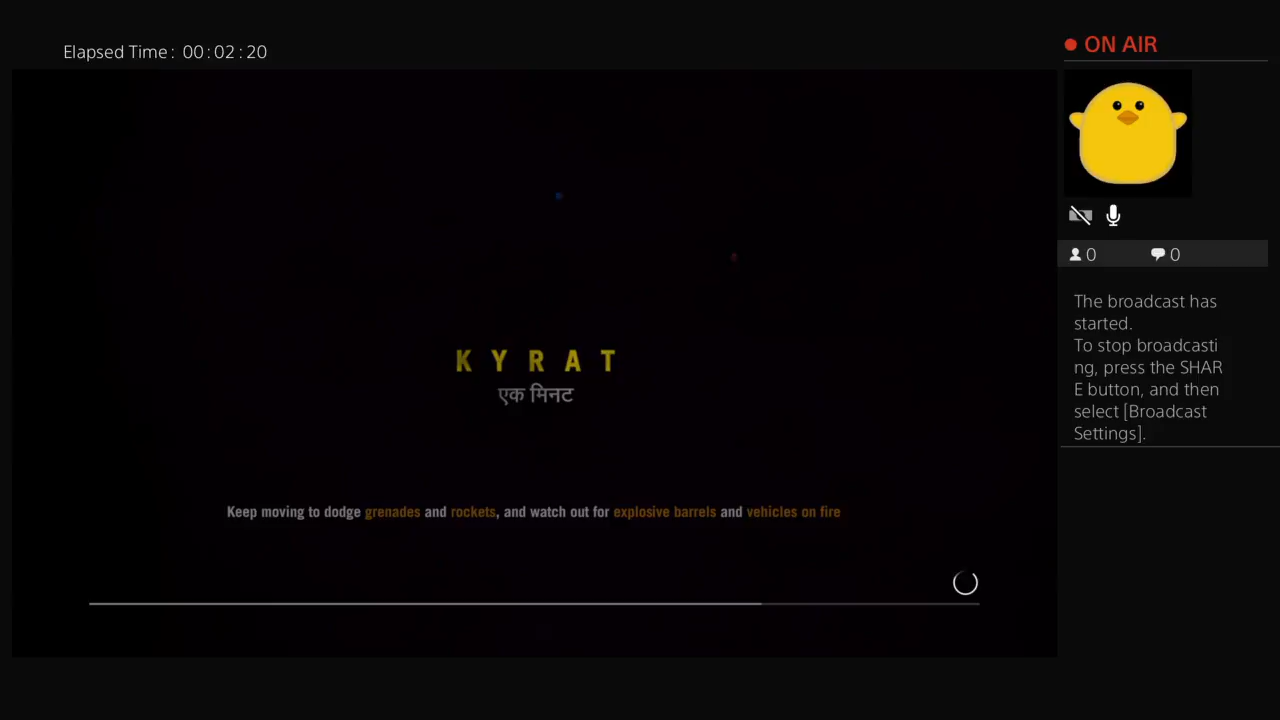 Elapsed Time: 00:02:20
ON AIR
0 0
The broadcast has
started.
To stop broadcasti
ng, press the SHAR
E button, and then
select [Broadcast
Settings].
KYRAT
एक मिनट
Keep moving to dodge grenades and rockets, and watch out for explosive barrels and vehicles on fire